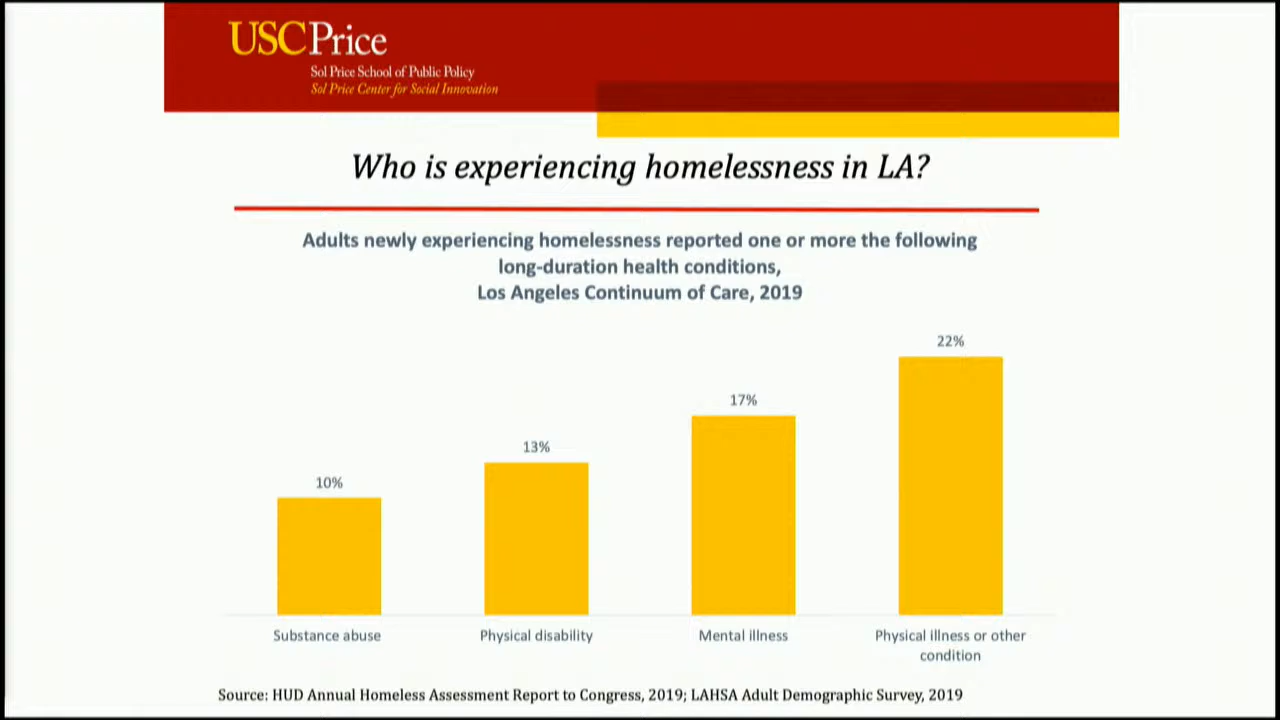 USCPrice
Sol Price School of Public Policy
Sol Price Center for Social Innovation
Who is experiencing homelessness in LA?
Adults newly experiencing homelessness reported one or more the following
long-duration health conditions,
Los Angeles Continuum of Care, 2019
10%
13%
17%
22%
Substance abuse
Physical disability
Mental illness
Physical illness or other
condition
Source: HUD Annual Homeless Assessment Report to Congress, 2019; LAHSA Adult Demographic Survey, 2019